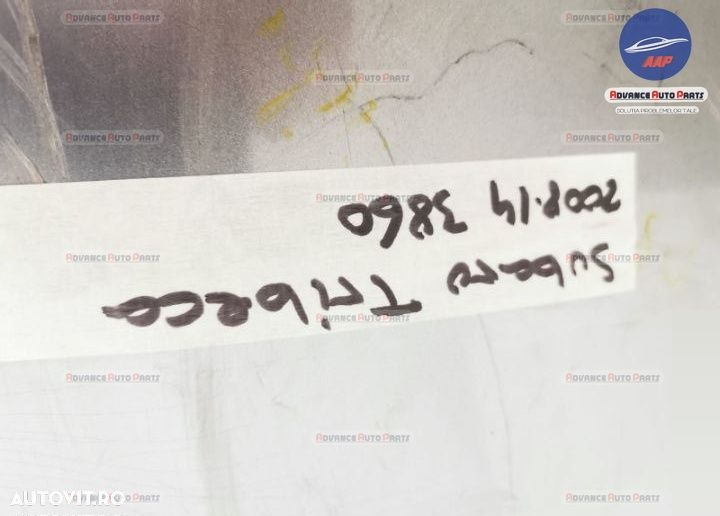 AAP
ADVANCE AUTO PARTS
SOLUTIA PROBLEMELOR TALE
Subaru Tribeca
2008-14 3860
AUTOVIT.RO